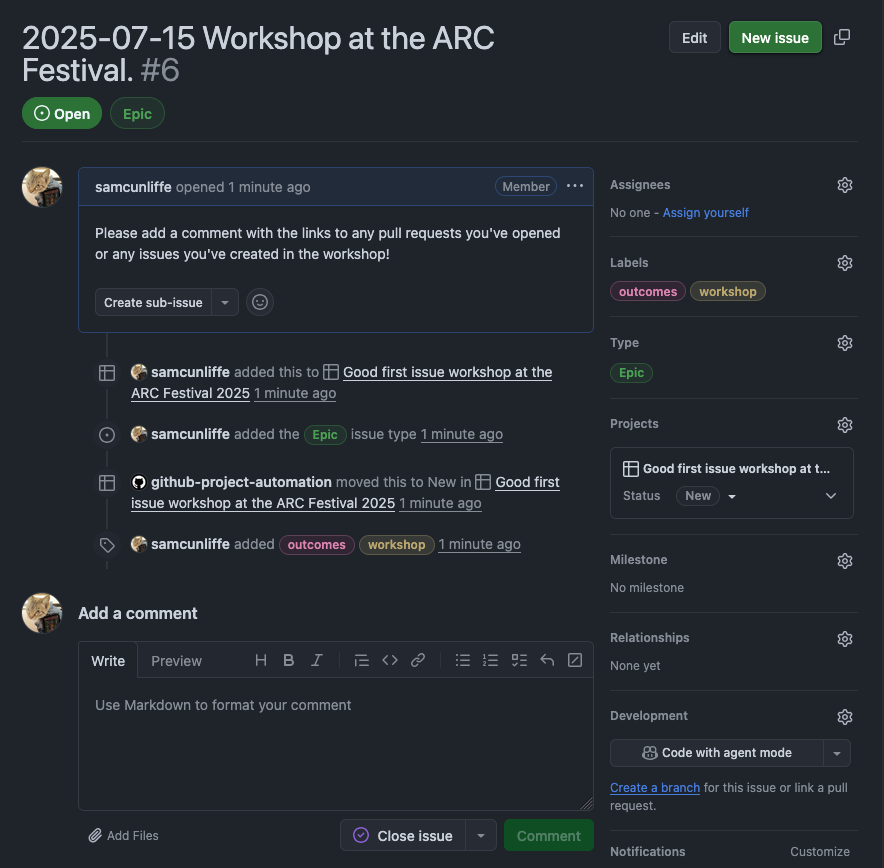 2025-07-15 Workshop at the ARC
Festival. #6
Edit
New issue
Open
Epic
samcunliffe opened 1 minute ago
Member
Please add a comment with the links to any pull requests you've opened
or any issues you've created in the workshop!
Create sub-issue
samcunliffe added this to Good first issue workshop at the
ARC Festival 2025 1 minute ago
samcunliffe added the Epic issue type 1 minute ago
github-project-automation moved this to New in Good first
issue workshop at the ARC Festival 2025 1 minute ago
samcunliffe added outcomes workshop 1 minute ago
Add a comment
Write
Preview
H B I
Use Markdown to format your comment
Add Files
Close issue
Comment
Assignees
No one - Assign yourself
Labels
outcomes workshop
Type
Epic
Projects
Good first issue workshop at t...
Status New
Milestone
No milestone
Relationships
None yet
Development
Code with agent mode
Create a branch for this issue or link a pull
request.
Notifications
Customize